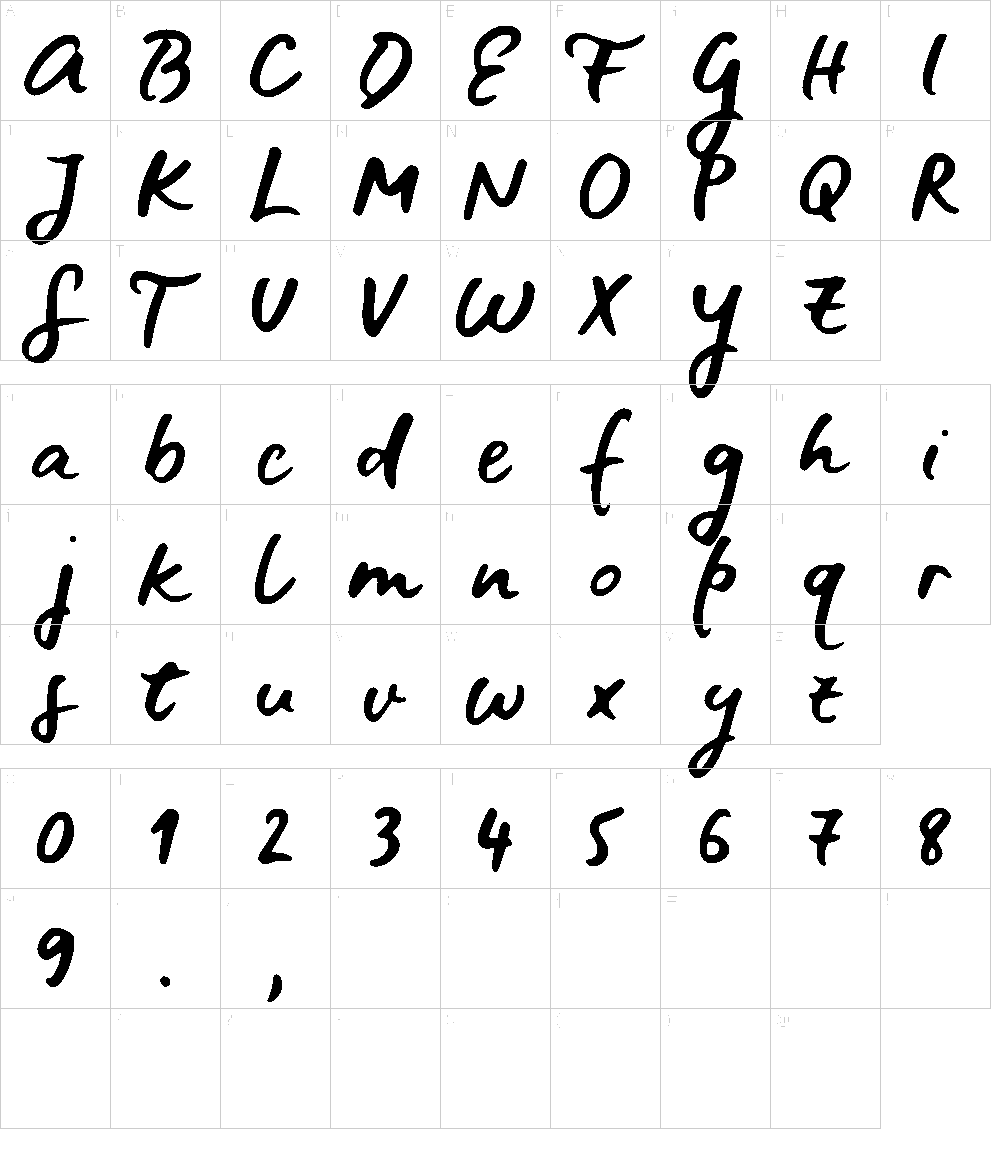 A B C D E F G H I
J K L M N O P Q R
S T U V W X Y Z
a b c d e f g h i
j k l m n o p q r
s t u v w x y z
0 1 2 3 4 5 6 7 8
9 . ,